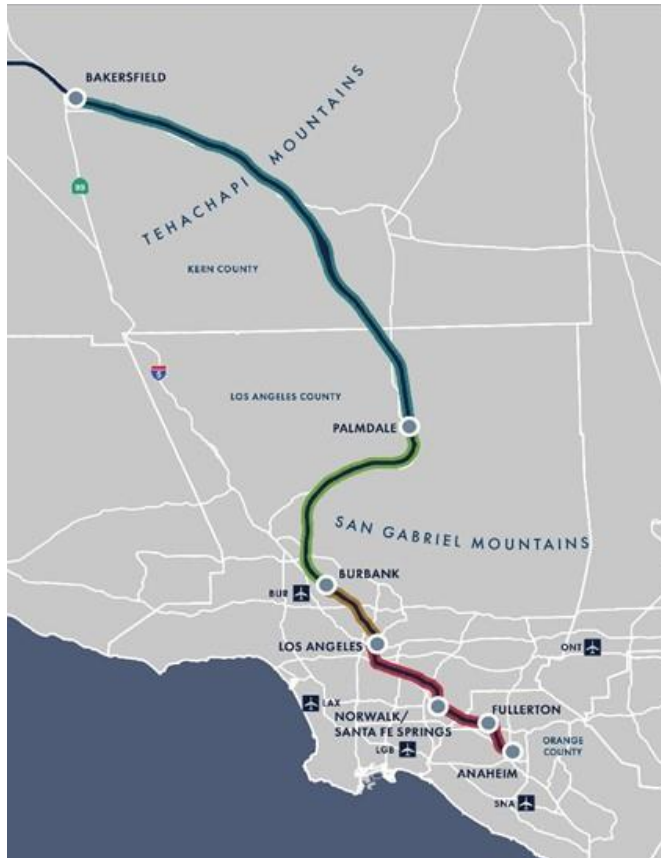 BAKERSFIELD
TEHACHAPI MOUNTAINS
99
KERN COUNTY
5
LOS ANGELES COUNTY
PALMDALE
SAN GABRIEL MOUNTAINS
BURBANK
BUR
LOS ANGELES
ONT
LAX
NORWALK/
SANTA FE SPRINGS
FULLERTON
LGB
ORANGE
COUNTY
ANAHEIM
SNA